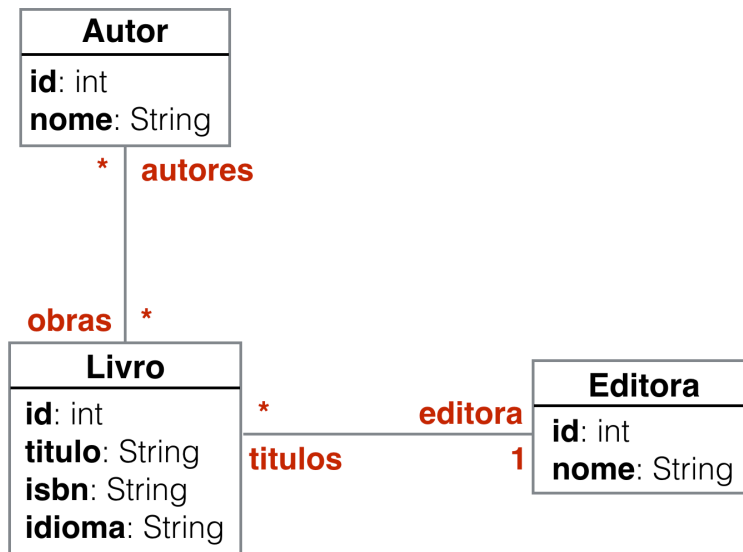 Autor
id: int
nome: String
* autores
obras *
Livro
id: int
titulo: String
isbn: String
idioma: String
* editora
titulos 1
Editora
id: int
nome: String